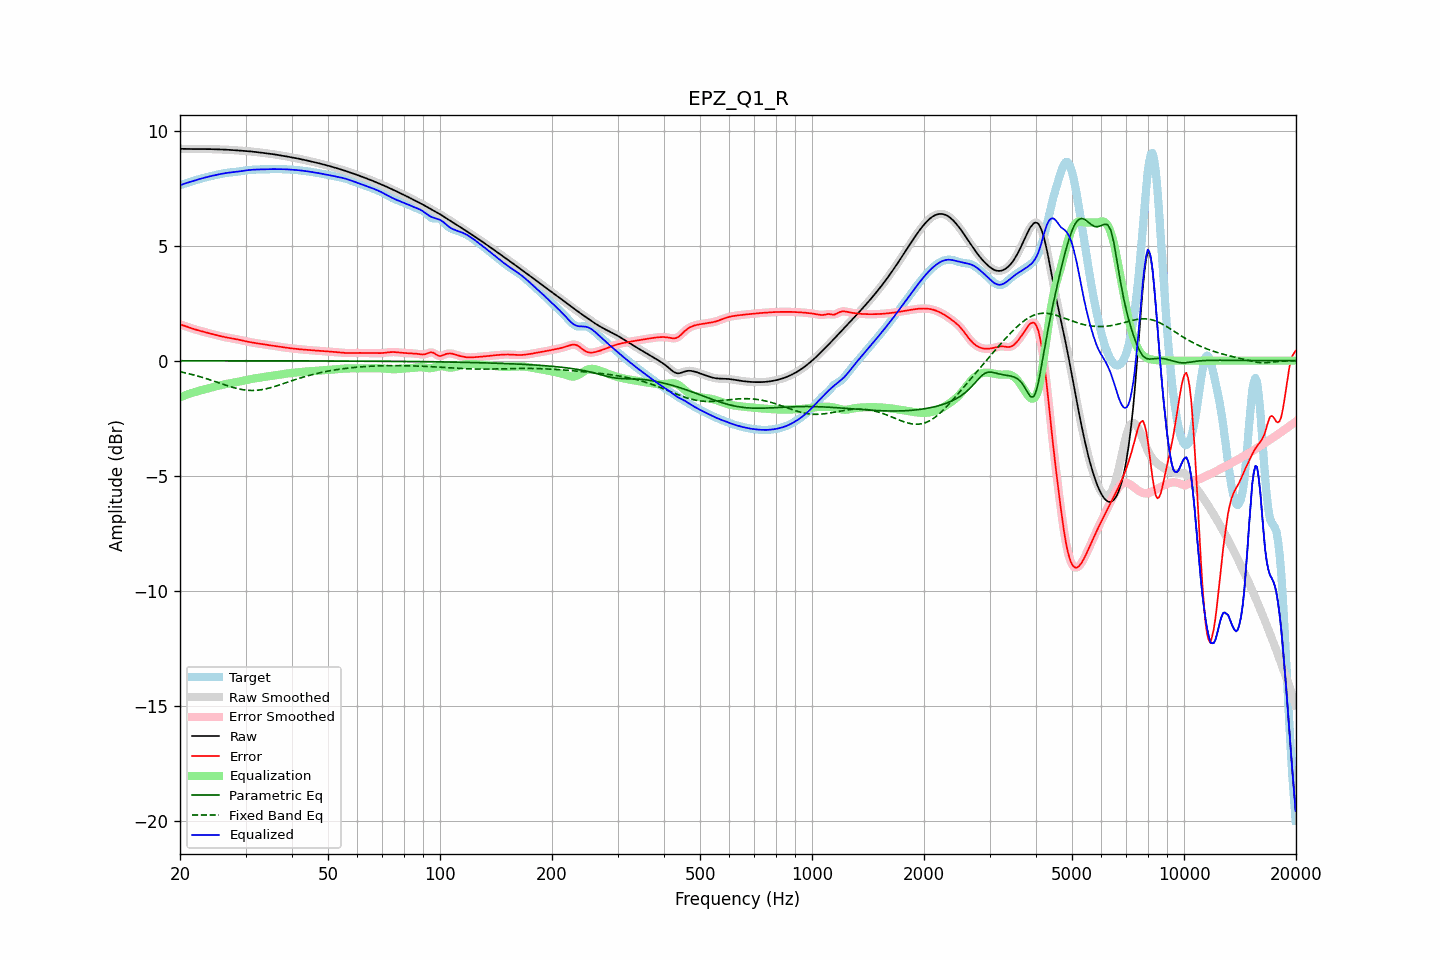 EPZ_Q1_R
Amplitude (dBr)
10
5
0
−5
−10
−15
−20
Target
Raw Smoothed
Error Smoothed
Raw
Error
Equalization
Parametric Eq
Fixed Band Eq
Equalized
20 50 100 200 500 1000 2000 5000 10000 20000
Frequency (Hz)